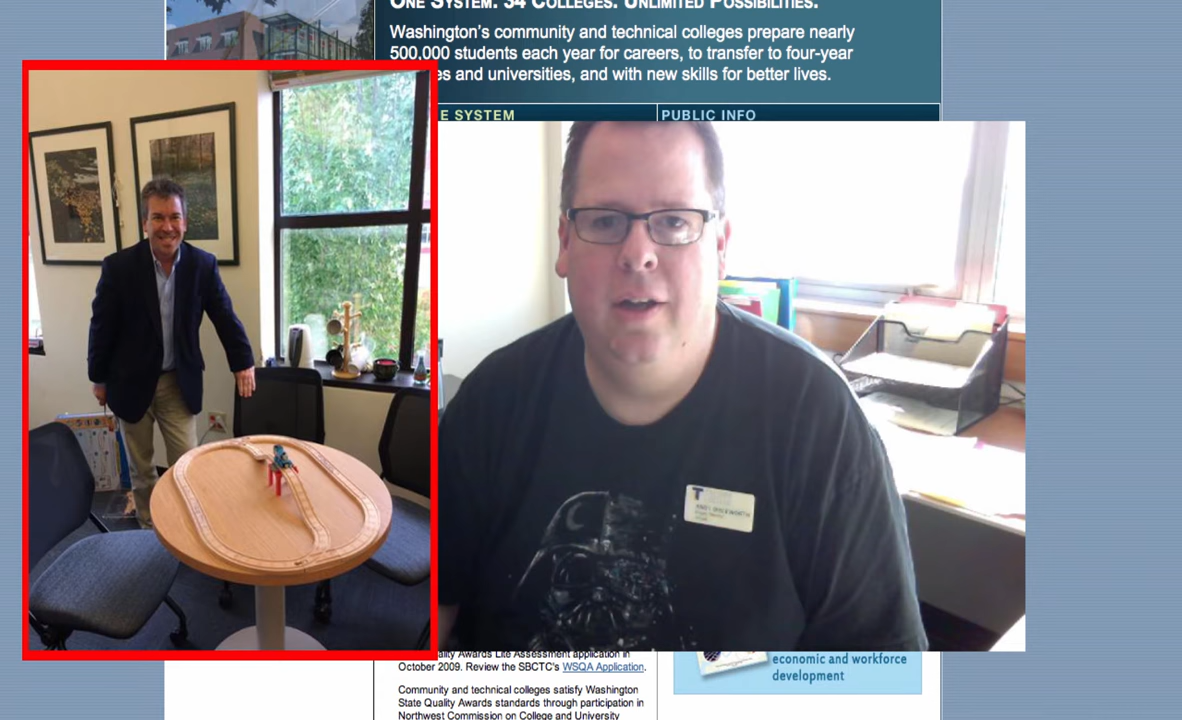 ONE SYSTEM. 34 COLLEGES. UNLIMITED POSSIBILITIES.
Washington's community and technical colleges prepare nearly
500,000 students each year for careers, to transfer to four-year
es and universities, and with new skills for better lives.
E SYSTEM
PUBLIC INFO
T
Quality Awards Lite Assessment application in
October 2009. Review the SBCTC's WSQA Application.
Community and technical colleges satisfy Washington
State Quality Awards standards through participation in
Northwest Commission on College and University
economic and workforce
development